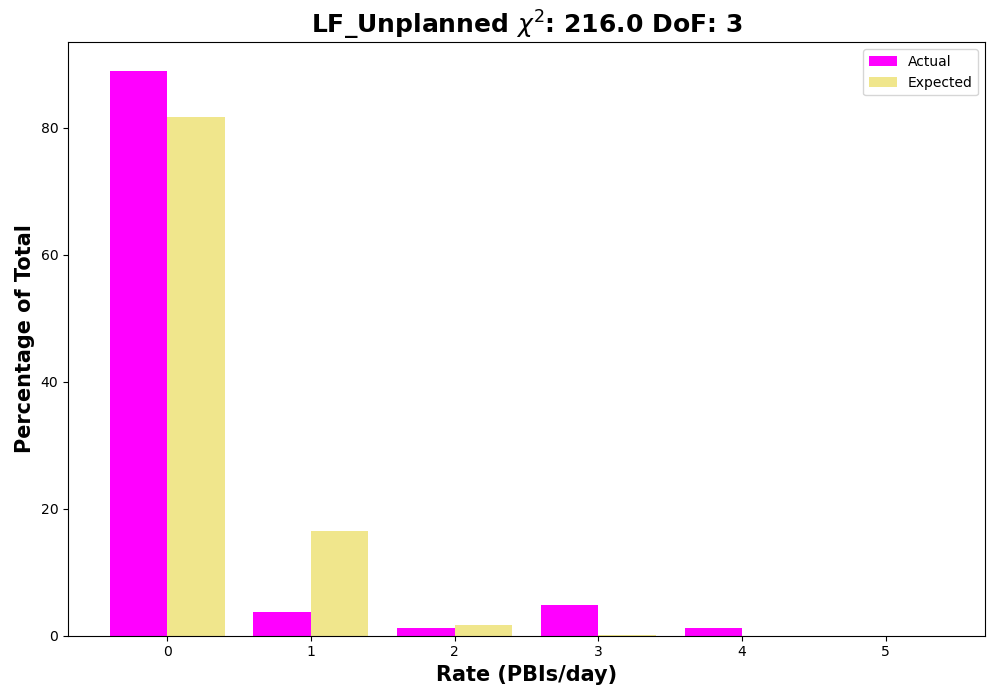 LF_Unplanned χ²: 216.0 DoF: 3
Actual
Expected
Percentage of Total
80
60
40
20
0
0 1 2 3 4 5
Rate (PBIs/day)